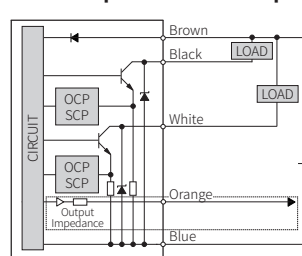 Brown
Black
LOAD
LOAD
OCP
SCP
White
CIRCUIT
OCP
SCP
Orange
Output
Impedance
Blue